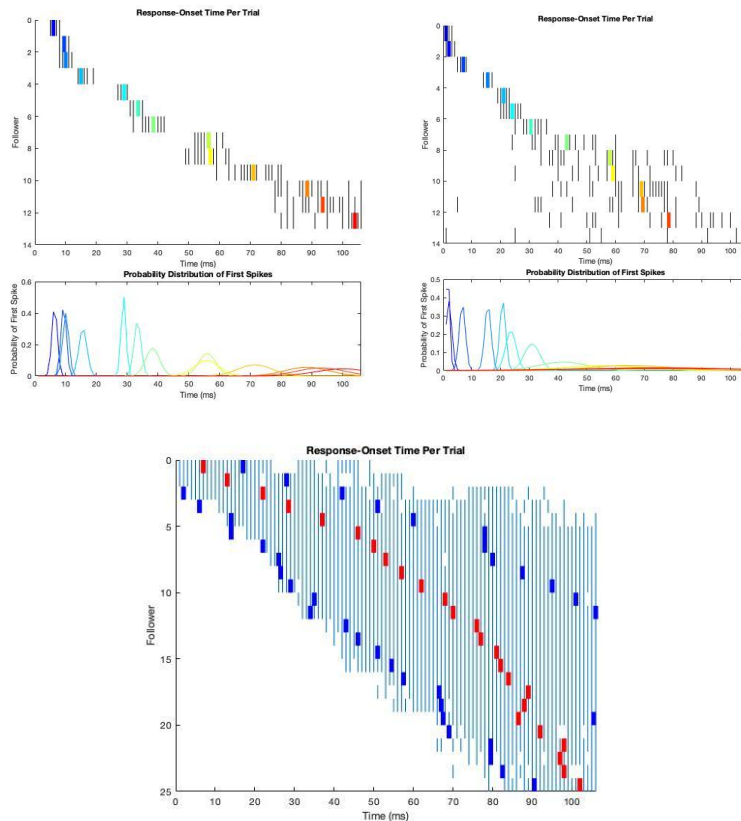 Response-Onset Time Per Trial
0
2
4
6
8
10
12
14
Follower
0 10 20 30 40 50 60 70 80 90 100
Time (ms)
Probability Distribution of First Spikes
0.6
0.4
0.2
0
Probability of First Spike
0 10 20 30 40 50 60 70 80 90 100
Time (ms)
Response-Onset Time Per Trial
0
2
4
6
8
10
12
14
Follower
0 10 20 30 40 50 60 70 80 90 100
Time (ms)
Probability Distribution of First Spikes
0.5
0.4
0.3
0.2
0.1
0
Probability of First Spike
0 10 20 30 40 50 60 70 80 90 100
Time (ms)
Response-Onset Time Per Trial
0
5
10
15
20
25
Follower
0 10 20 30 40 50 60 70 80 90 100
Time (ms)